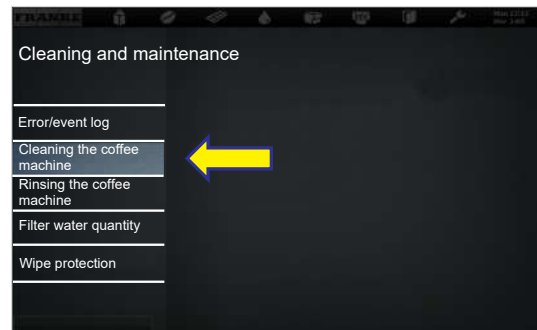 FRANKE
Cleaning and maintenance
Error/event log
Cleaning the coffee
machine
Rinsing the coffee
machine
Filter water quantity
Wipe protection